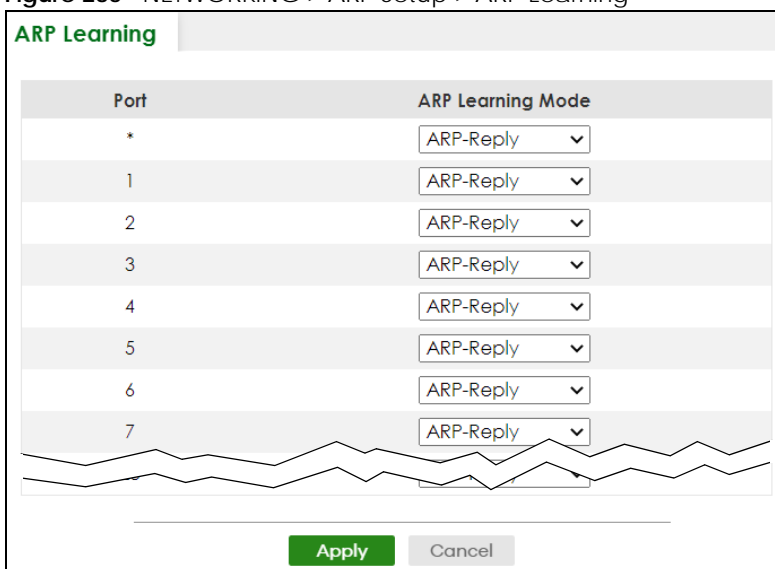 ARP Learning
Port ARP Learning Mode
* ARP-Reply
1 ARP-Reply
2 ARP-Reply
3 ARP-Reply
4 ARP-Reply
5 ARP-Reply
6 ARP-Reply
7 ARP-Reply
Apply Cancel